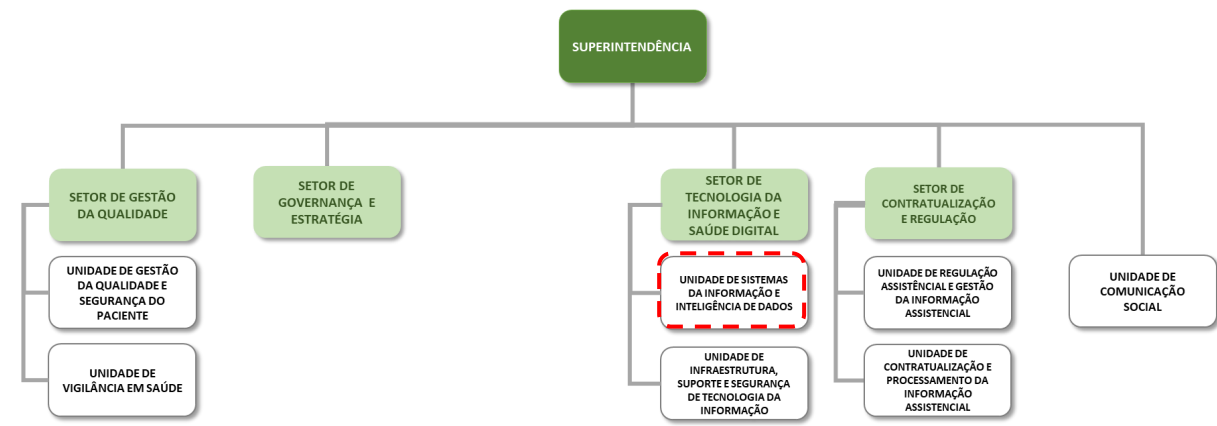 SUPERINTENDÊNCIA
SETOR DE GESTÃO
DA QUALIDADE
SETOR DE
GOVERNANÇA E
ESTRATÉGIA
SETOR DE
TECNOLOGIA DA
INFORMAÇÃO E
SAÚDE DIGITAL
SETOR DE
CONTRATUALIZAÇÃO
E REGULAÇÃO
UNIDADE DE GESTÃO
DA QUALIDADE E
SEGURANÇA DO
PACIENTE
UNIDADE DE SISTEMAS
DA INFORMAÇÃO E
INTELIGÊNCIA DE DADOS
UNIDADE DE REGULAÇÃO
ASSISTÊNCIAL E GESTÃO
DA INFORMAÇÃO
ASSISTENCIAL
UNIDADE DE
COMUNICAÇÃO
SOCIAL
UNIDADE DE
VIGILÂNCIA EM SAÚDE
UNIDADE DE
INFRAESTRUTURA,
SUPORTE E SEGURANÇA
DE TECNOLOGIA DA
INFORMAÇÃO
UNIDADE DE
CONTRATUALIZAÇÃO E
PROCESSAMENTO DA
INFORMAÇÃO
ASSISTENCIAL